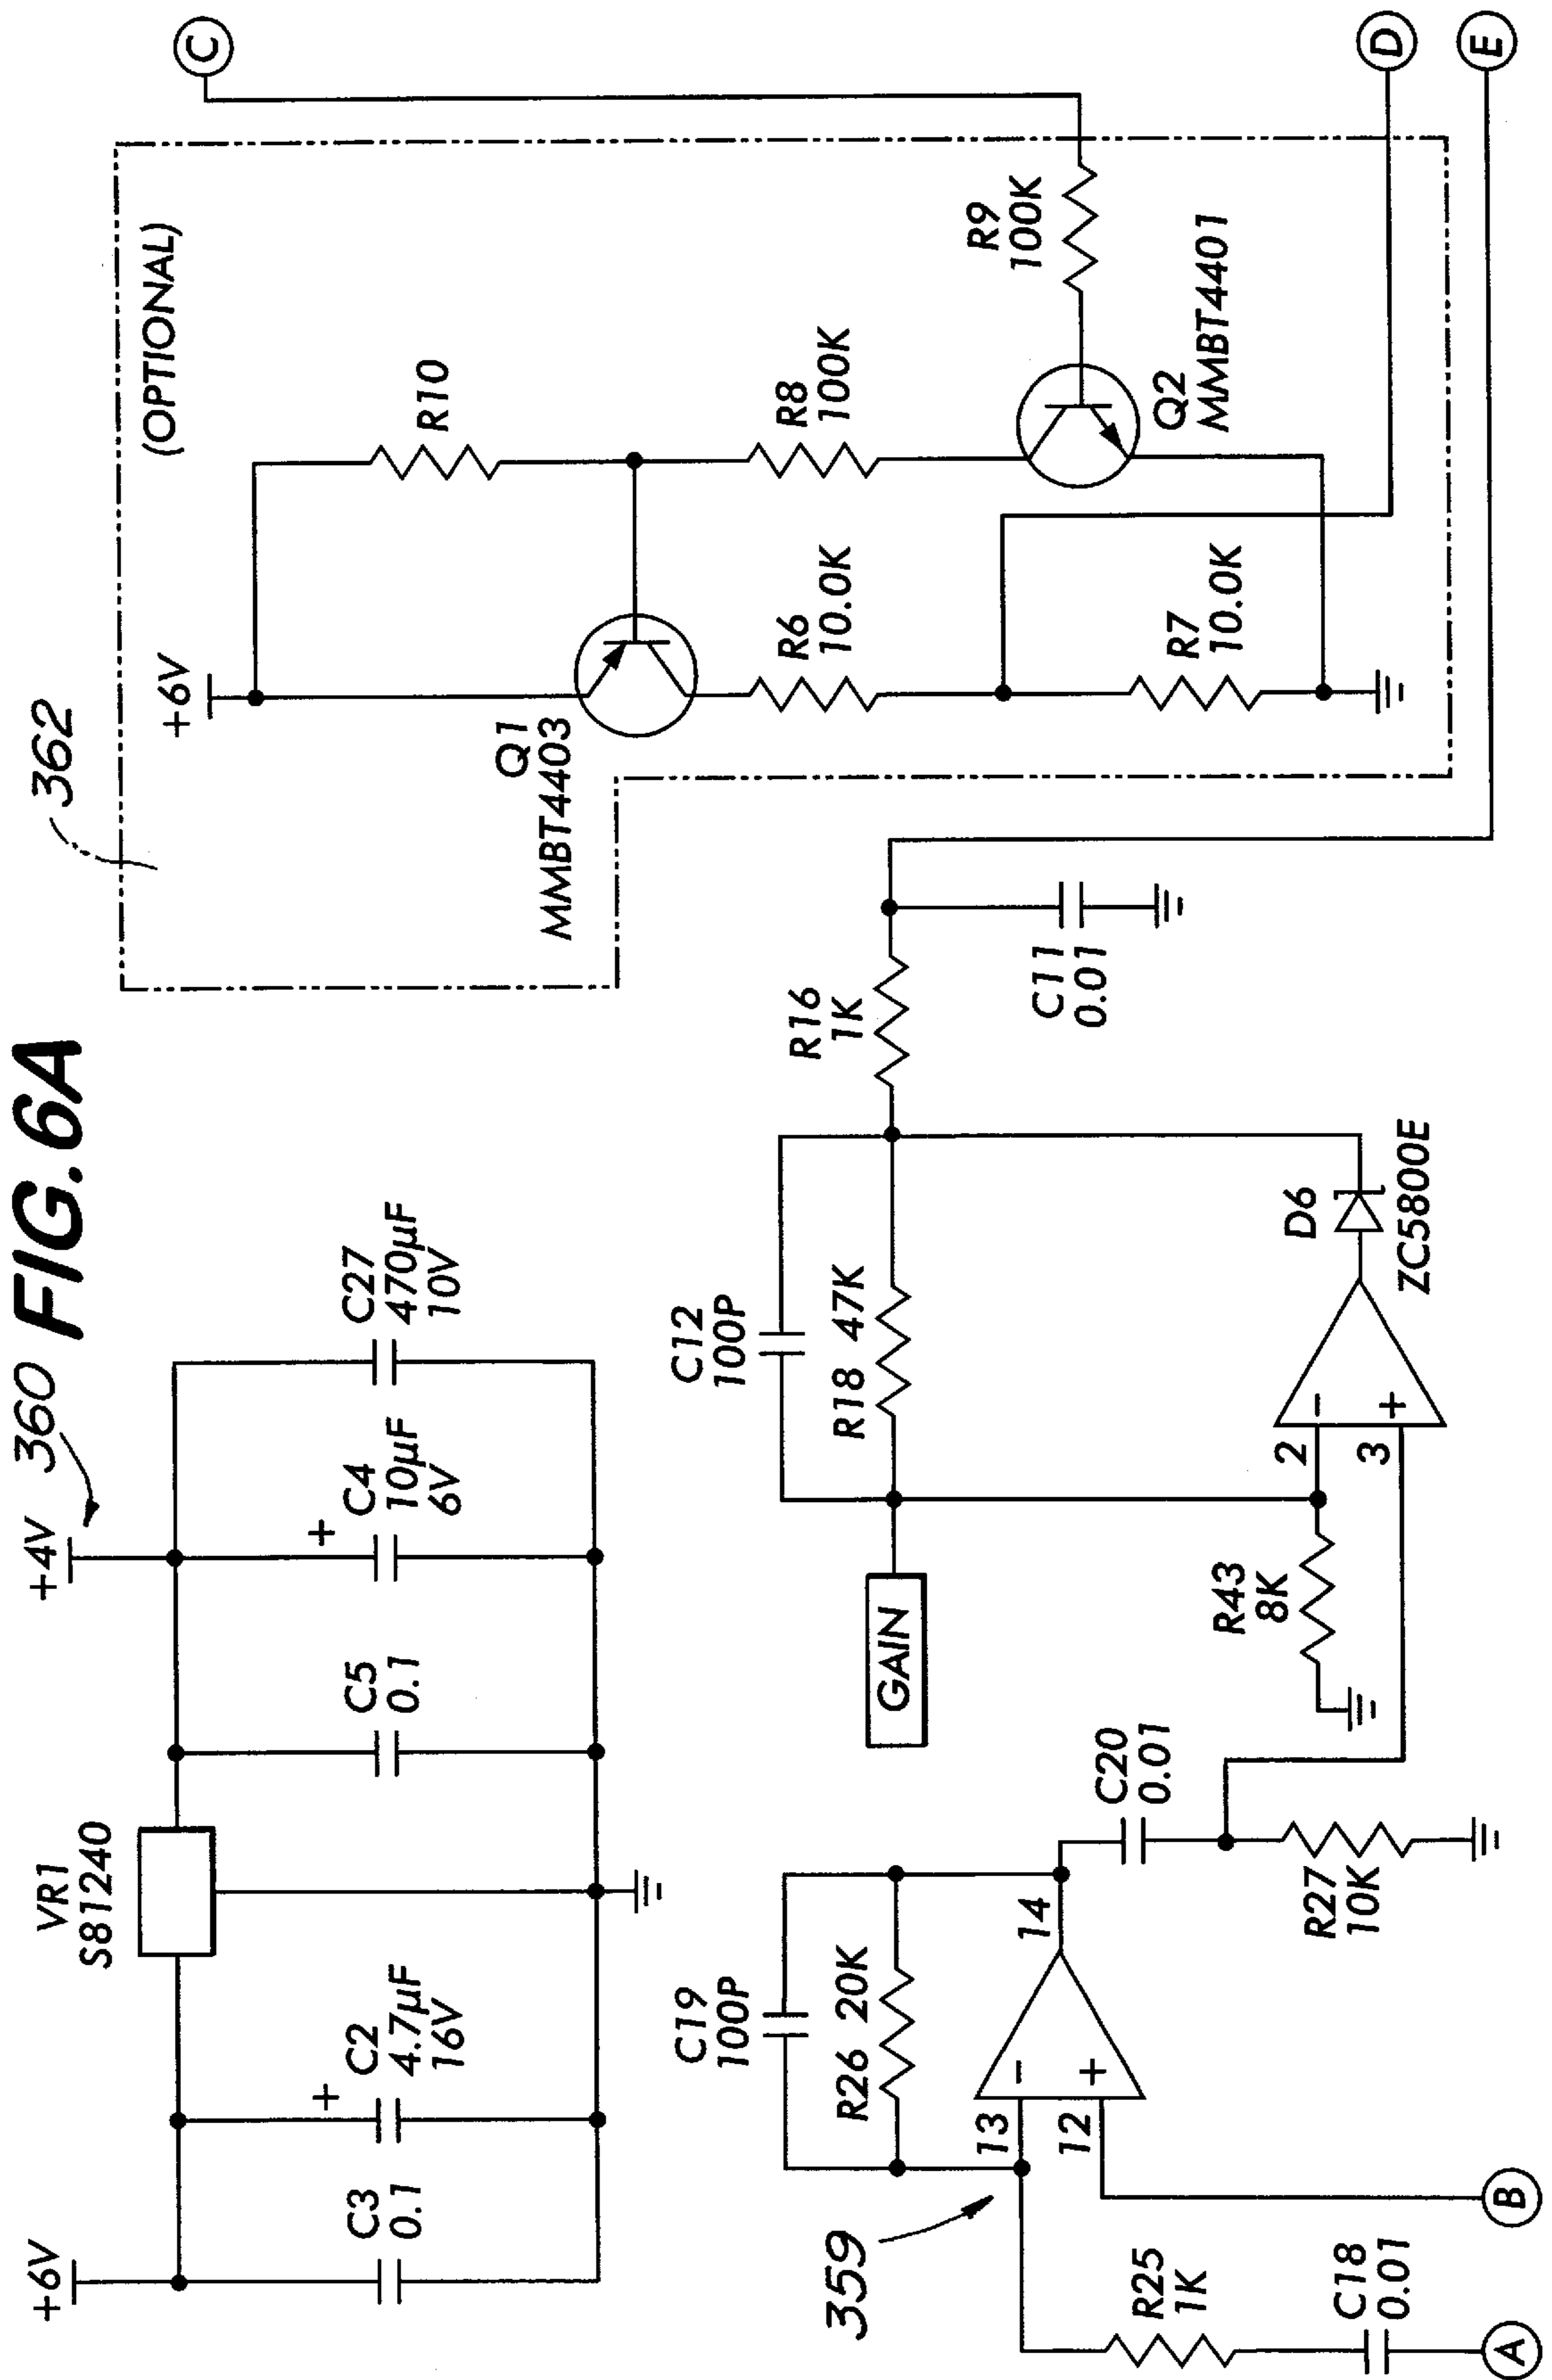 FIG. 6A
360
+6V
C3
0.1
C2
4.7µF
16V
+
VR1
S81240
C5
0.1
+4V
C4
10µF
6V
+
C27
470µF
10V
362
(OPTIONAL)
+6V
Q1
MMBT4403
R10
R6
10.0K
R8
100K
R7
10.0K
Q2
MMBT4401
R9
100K
C
D
E
359
A
C18
0.01
R25
1K
B
13
12
-
+
14
C19
100P
R26 20K
C20
0.01
R27
10K
GAIN
R43
8K
2
3
-
+
C12
100P
R18 47K
D6
ZC5800E
R16
1K
C11
0.01